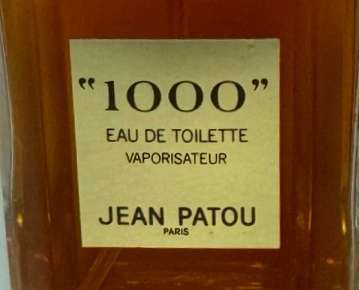 "1000"
EAU DE TOILETTE
VAPORISATEUR
JEAN PATOU
PARIS